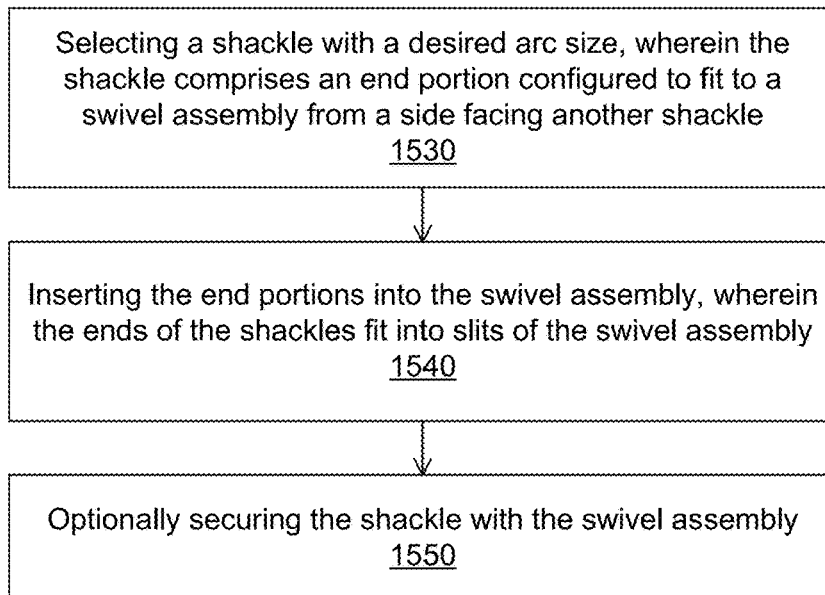 Selecting a shackle with a desired arc size, wherein the
shackle comprises an end portion configured to fit to a
swivel assembly from a side facing another shackle
1530
Inserting the end portions into the swivel assembly, wherein
the ends of the shackles fit into slits of the swivel assembly
1540
Optionally securing the shackle with the swivel assembly
1550